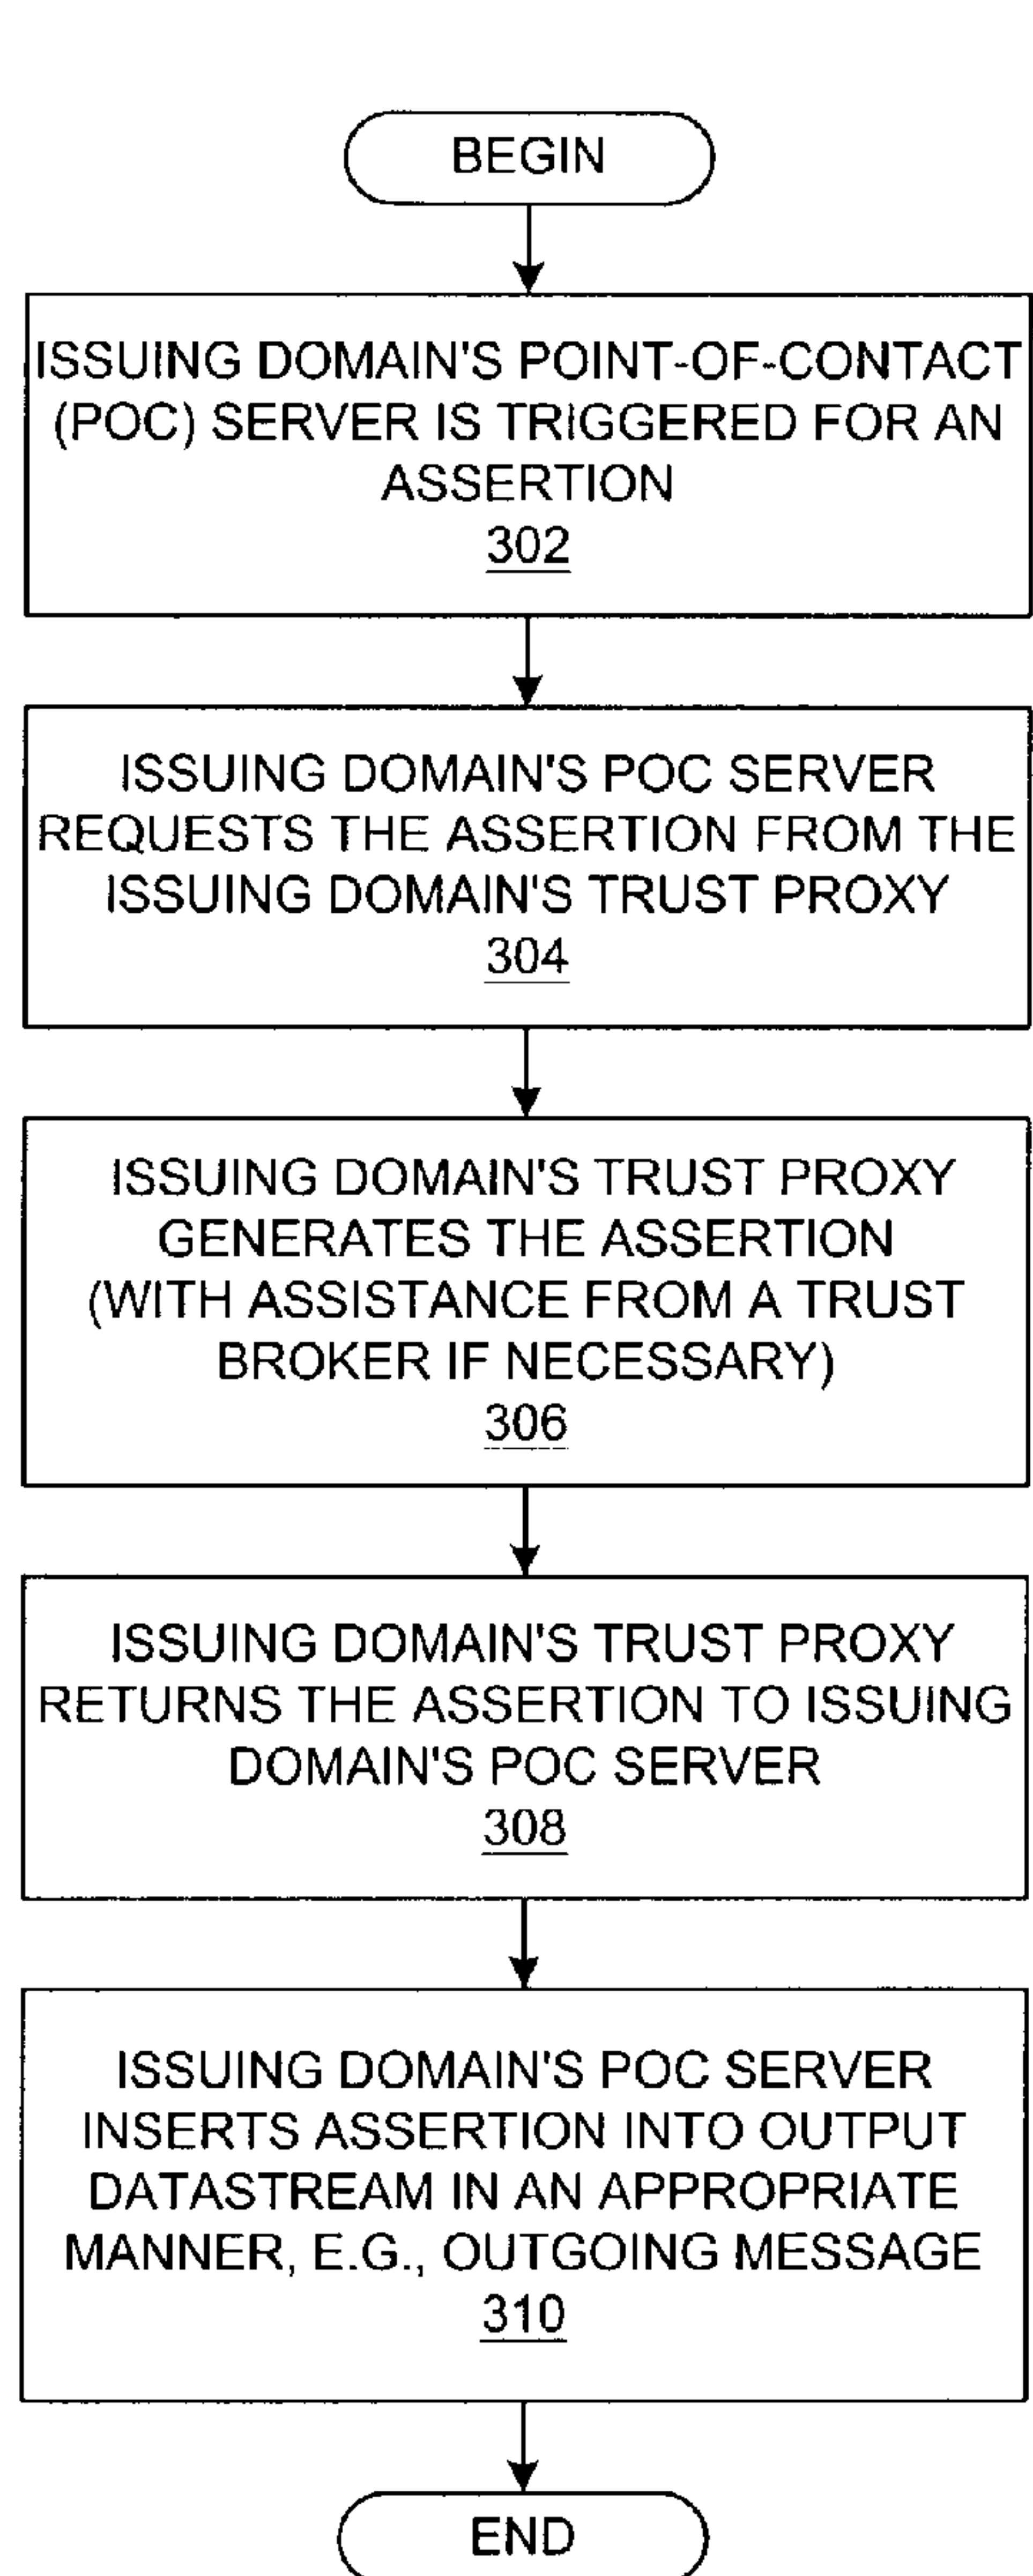 BEGIN
ISSUING DOMAIN'S POINT-OF-CONTACT
(POC) SERVER IS TRIGGERED FOR AN
ASSERTION
302
ISSUING DOMAIN'S POC SERVER
REQUESTS THE ASSERTION FROM THE
ISSUING DOMAIN'S TRUST PROXY
304
ISSUING DOMAIN'S TRUST PROXY
GENERATES THE ASSERTION
(WITH ASSISTANCE FROM A TRUST
BROKER IF NECESSARY)
306
ISSUING DOMAIN'S TRUST PROXY
RETURNS THE ASSERTION TO ISSUING
DOMAIN'S POC SERVER
308
ISSUING DOMAIN'S POC SERVER
INSERTS ASSERTION INTO OUTPUT
DATASTREAM IN AN APPROPRIATE
MANNER, E.G., OUTGOING MESSAGE
310
END